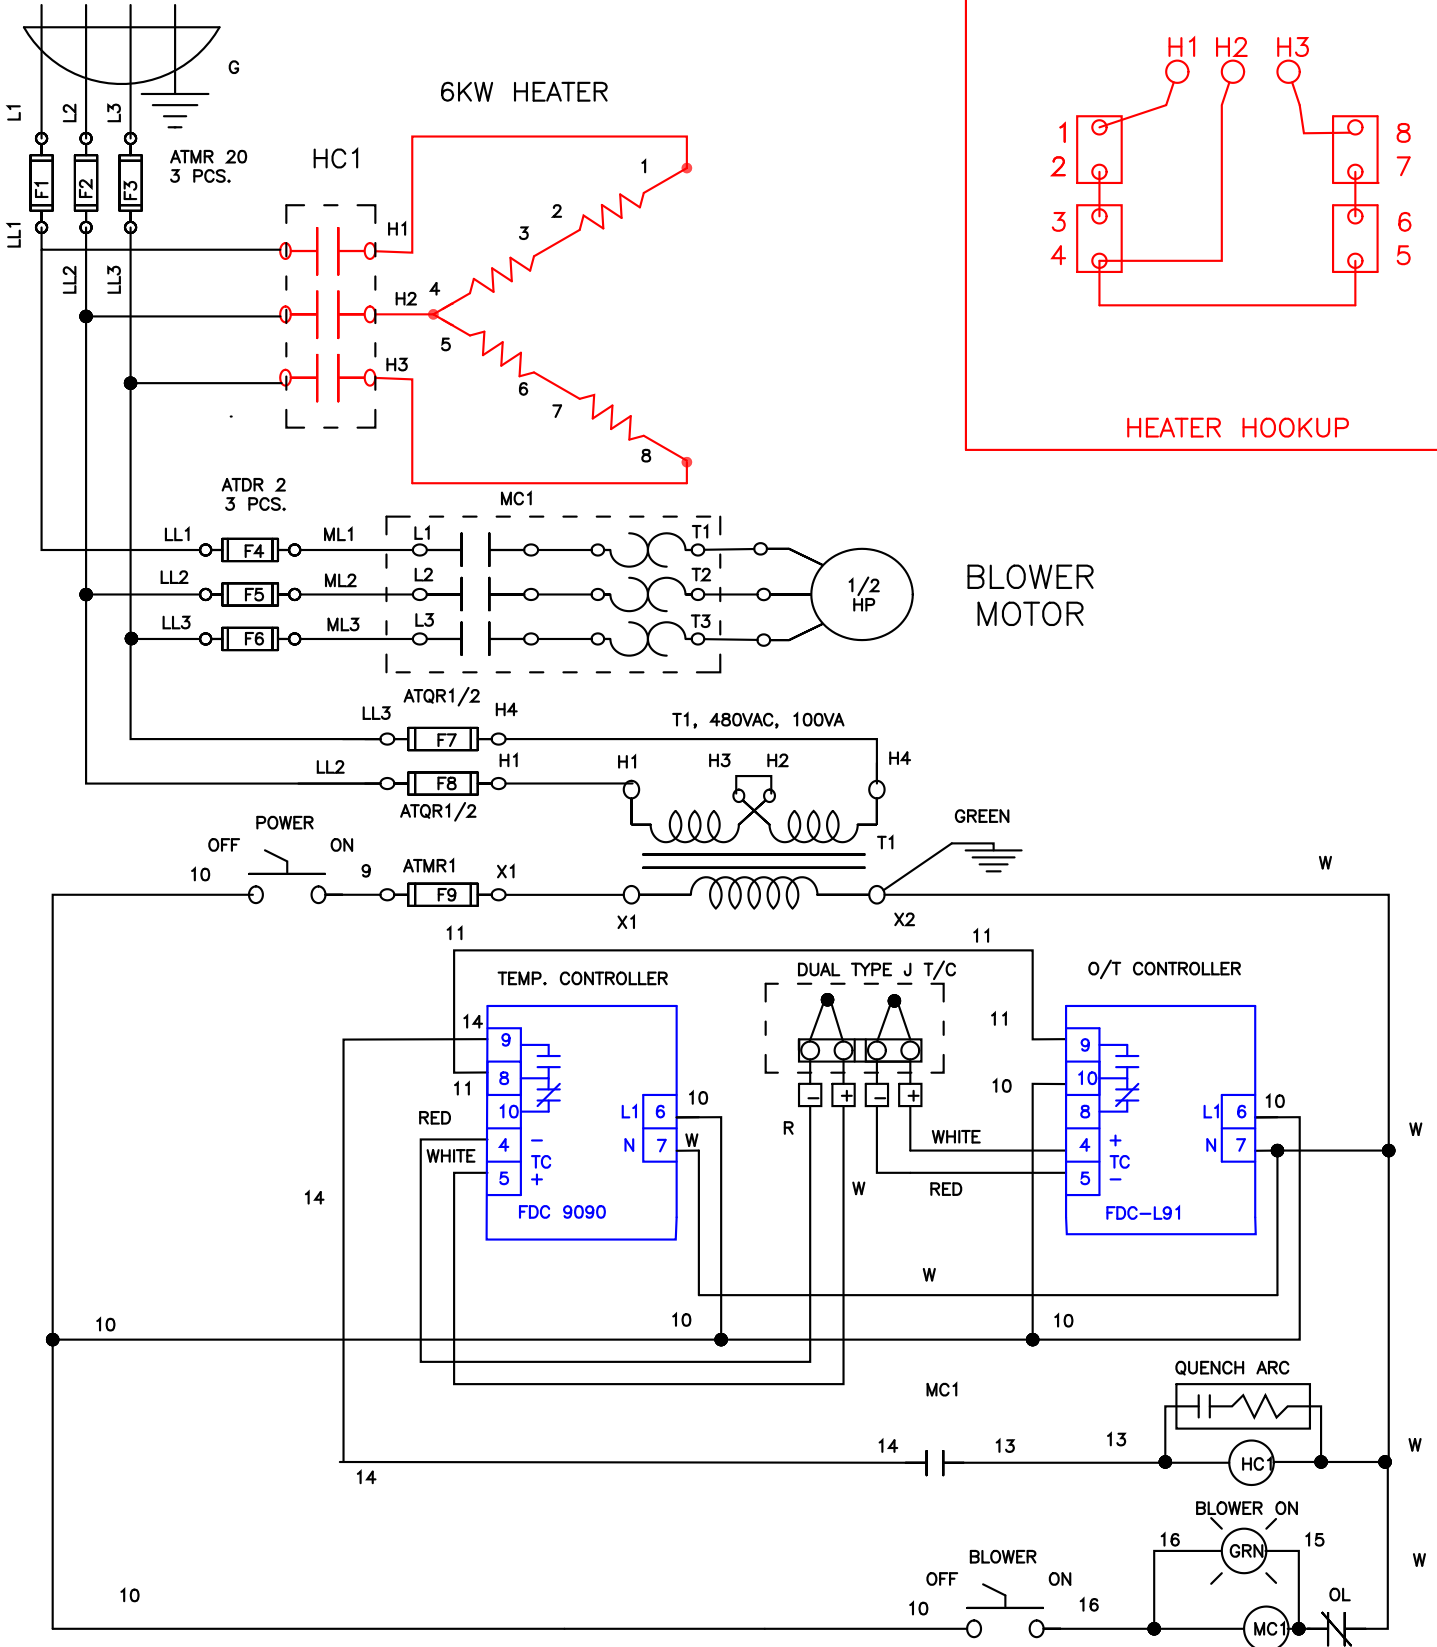 G
L1
L2
L3
F1
F2
F3
ATMR 20
3 PCS.
LL1
LL2
LL3
6KW HEATER
HC1
H1
H2
H3
1
2
3
4
5
6
7
8
H1 H2 H3
1
2
3
4
8
7
6
5
HEATER HOOKUP
ATDR 2
3 PCS.
MC1
LL1
F4
ML1
L1
T1
LL2
F5
ML2
L2
T2
LL3
F6
ML3
L3
T3
1/2
HP
BLOWER
MOTOR
ATQR1/2
LL3
F7
H4
T1, 480VAC, 100VA
LL2
F8
H1
ATQR1/2
H1
H3
H2
H4
T1
GREEN
POWER
OFF
ON
10
9
ATMR1
F9
X1
X1
X2
W
11
11
TEMP. CONTROLLER
DUAL TYPE J T/C
O/T CONTROLLER
14
9
11
8
10
RED
4
−
WHITE
TC
5
+
L1
6
10
N
7
W
FDC 9090
−
+
−
+
R
W
WHITE
RED
11
9
10
10
8
4
+
TC
5
−
L1
6
10
N
7
W
FDC−L91
14
W
10
10
10
QUENCH ARC
MC1
14
14
13
13
HC1
W
BLOWER ON
16
GRN
15
W
BLOWER
OFF
ON
10
10
16
MC1
OL